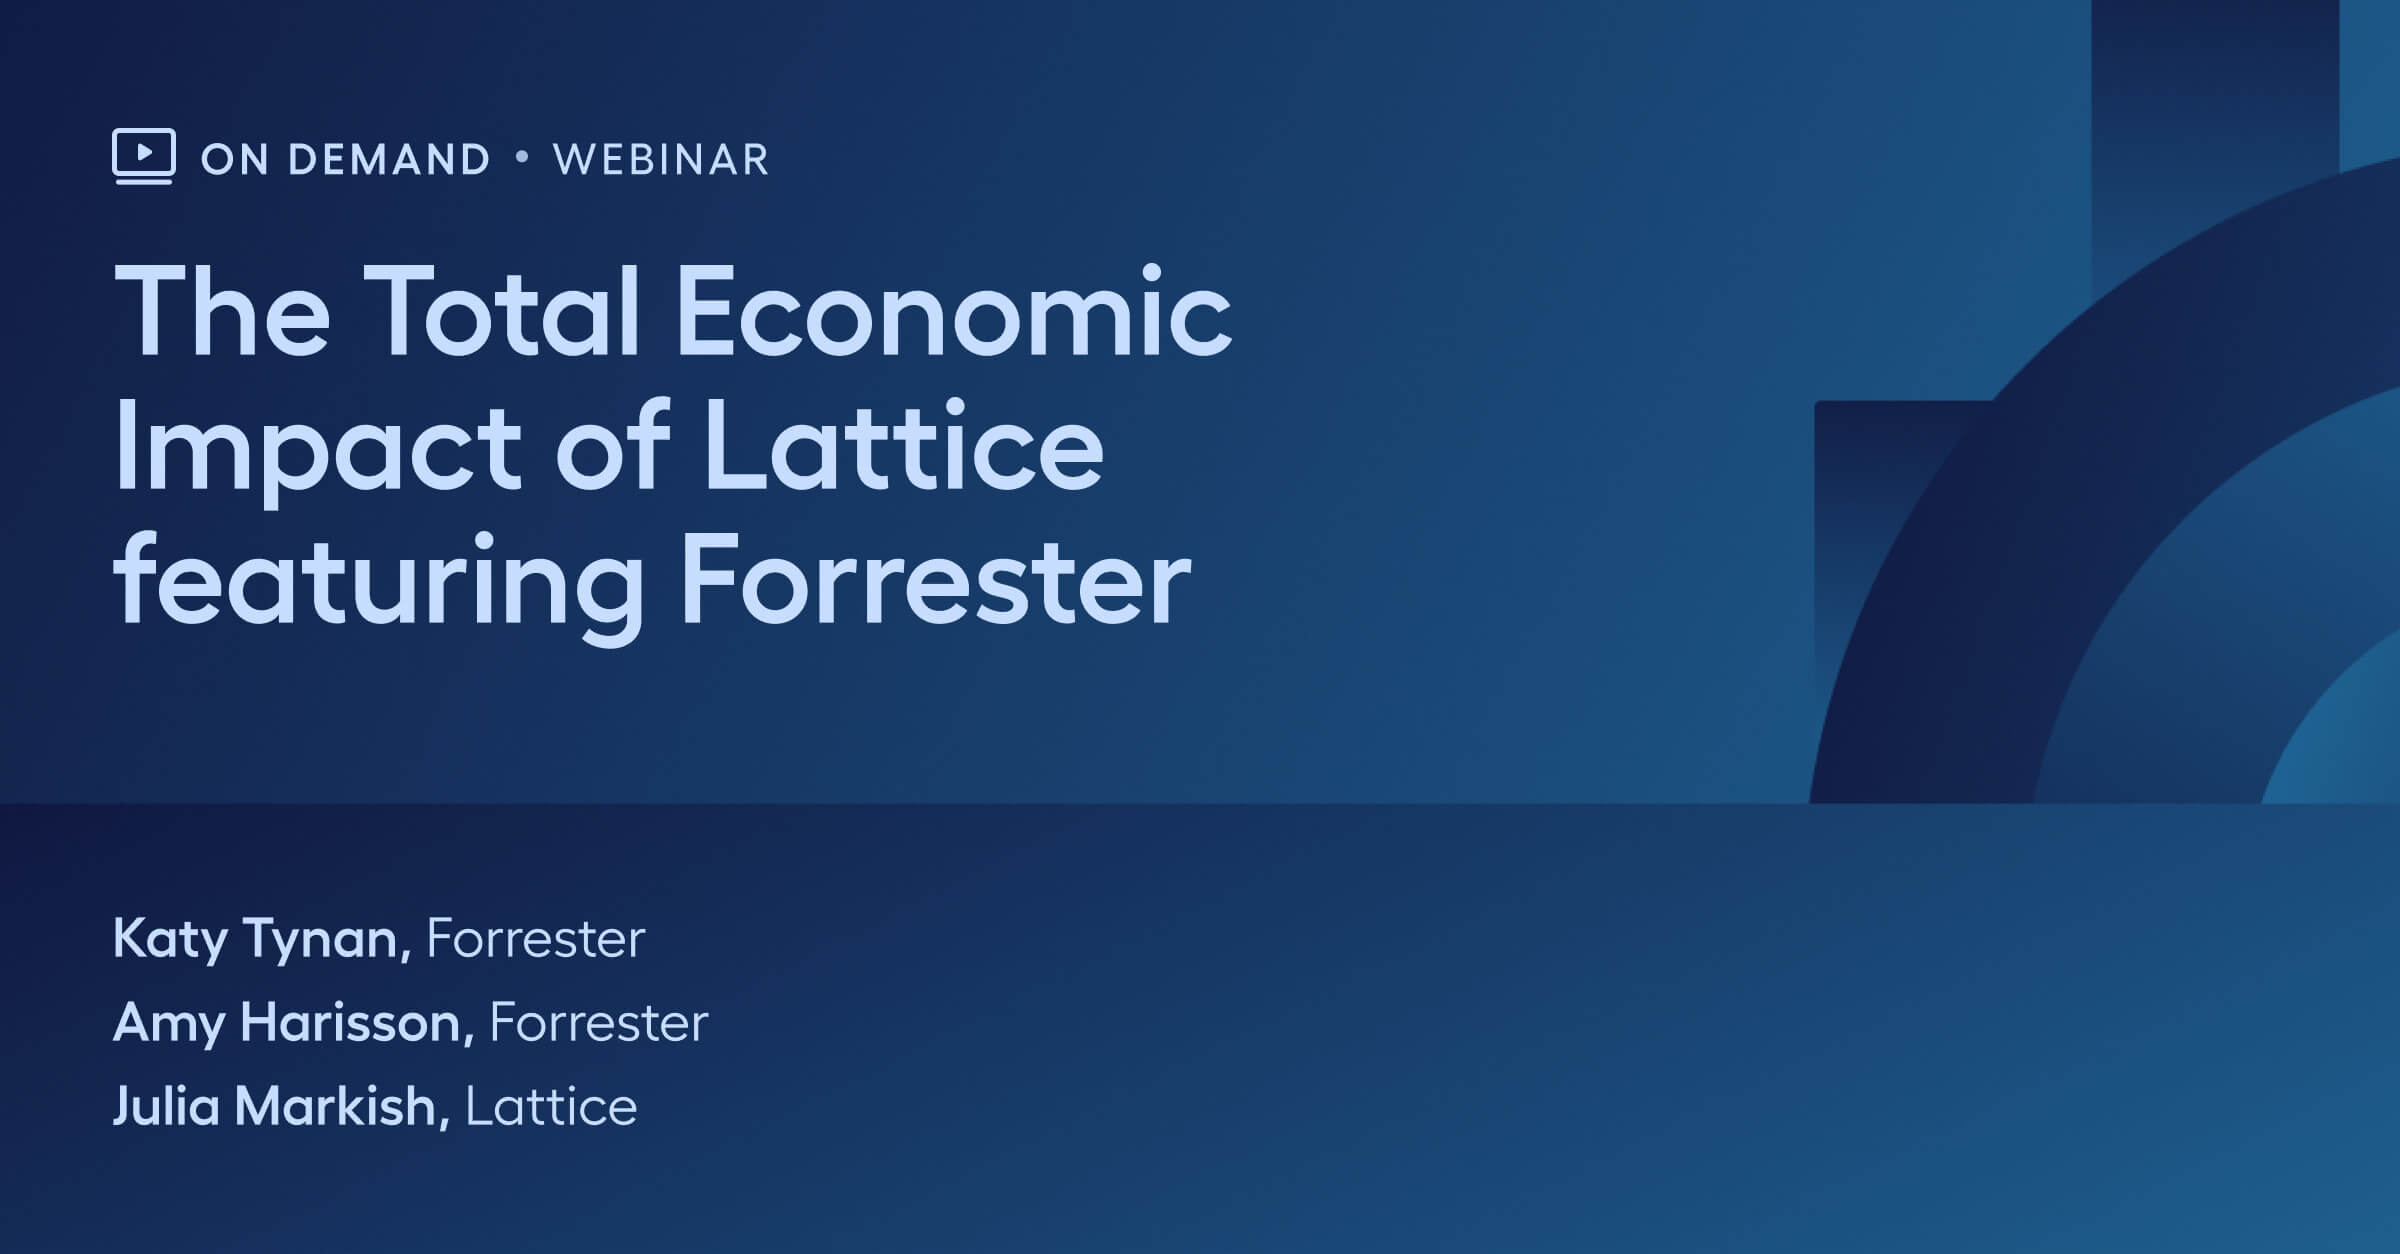 ON DEMAND • WEBINAR
The Total Economic
Impact of Lattice
featuring Forrester
Katy Tynan, Forrester
Amy Harisson, Forrester
Julia Markish, Lattice